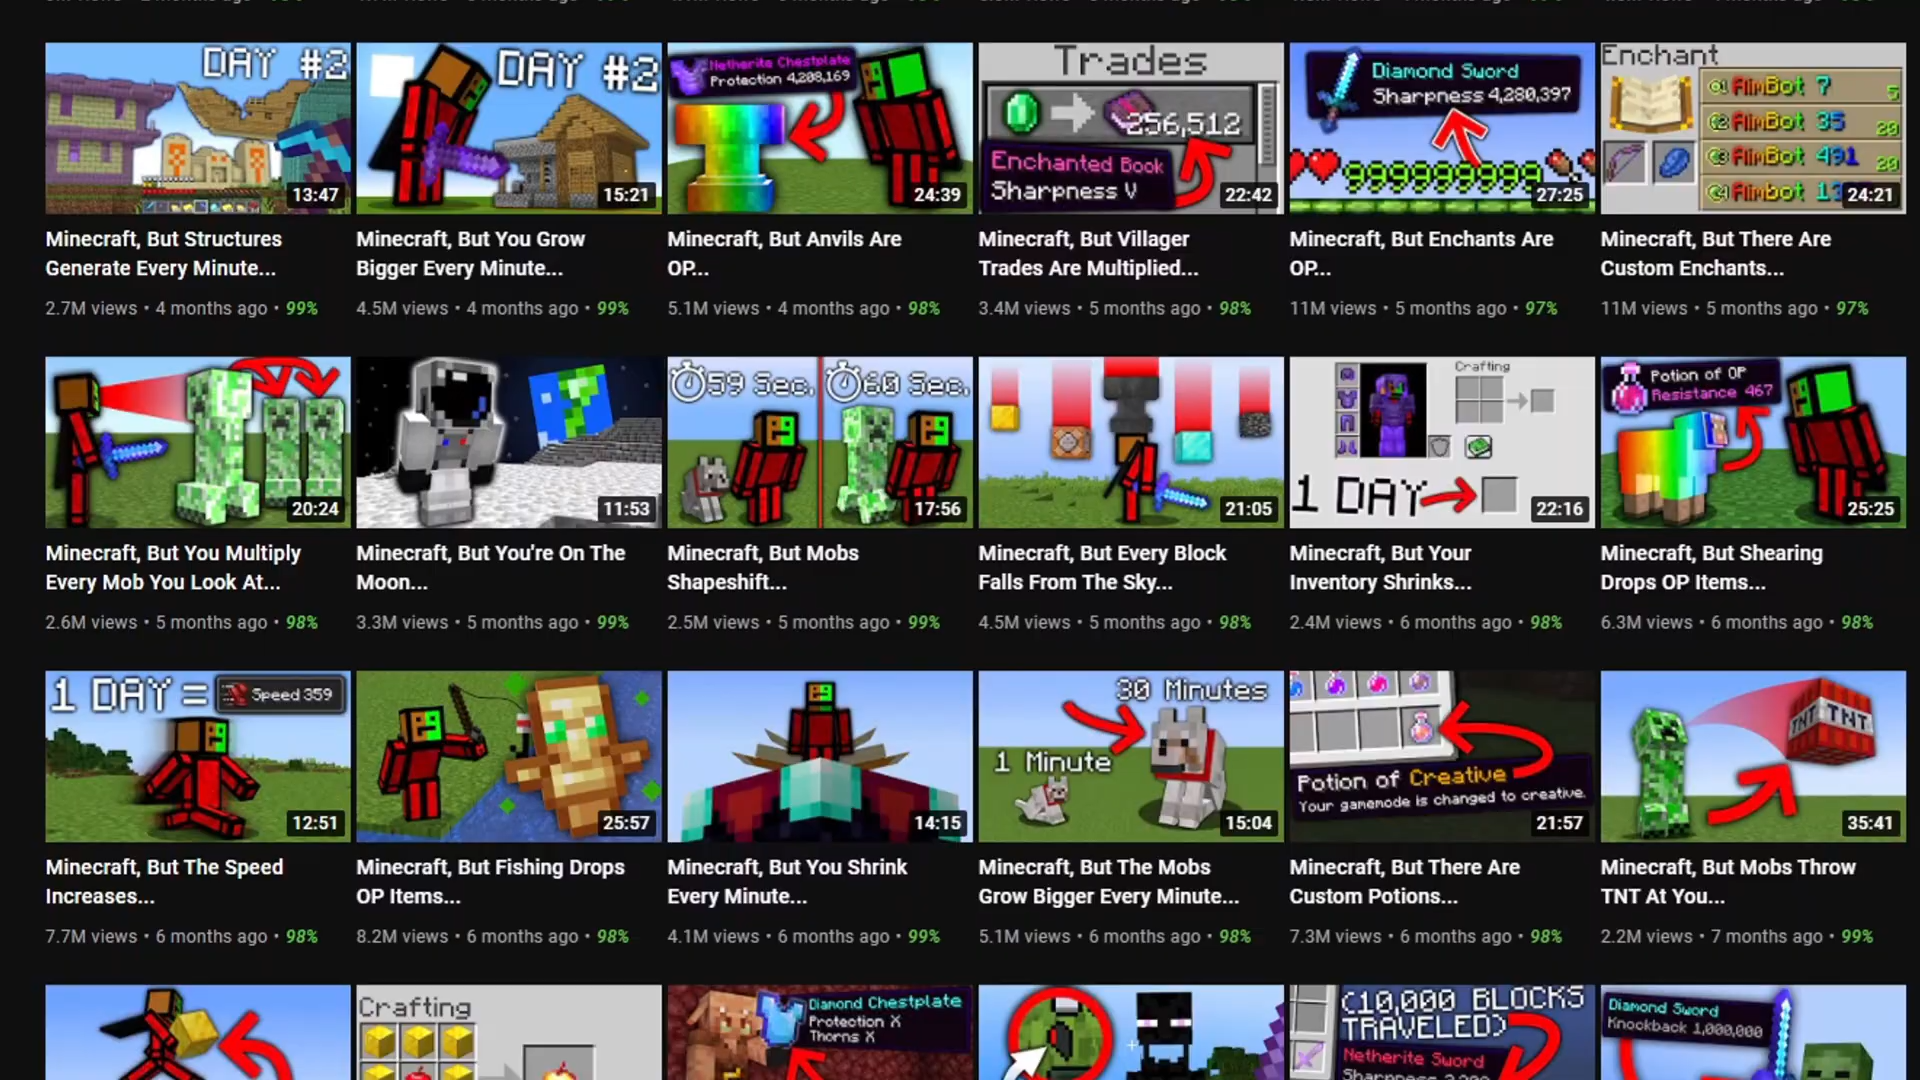 DAY #2
13:47
Minecraft, But Structures
Generate Every Minute...
2.7M views • 4 months ago • 99%
DAY #2
15:21
Minecraft, But You Grow
Bigger Every Minute...
4.5M views • 4 months ago • 99%
Netherite Chestplate
Protection 4,208,169
24:39
Minecraft, But Anvils Are
OP...
5.1M views • 4 months ago • 98%
Trades
256,512
Enchanted Book
Sharpness V
22:42
Minecraft, But Villager
Trades Are Multiplied...
3.4M views • 5 months ago • 98%
Diamond Sword
Sharpness 4,280,397
999999999
27:25
Minecraft, But Enchants Are
OP...
11M views • 5 months ago • 97%
Enchant
AimBot 7
5
AimBot 35
20
AimBot 491
20
Aimbot
24:21
Minecraft, But There Are
Custom Enchants...
11M views • 5 months ago • 97%
20:24
Minecraft, But You Multiply
Every Mob You Look At...
2.6M views • 5 months ago • 98%
11:53
Minecraft, But You're On The
Moon...
3.3M views • 5 months ago • 99%
59 Sec.
60 Sec.
17:56
Minecraft, But Mobs
Shapeshift...
2.5M views • 5 months ago • 99%
21:05
Minecraft, But Every Block
Falls From The Sky...
4.5M views • 5 months ago • 98%
Crafting
1 DAY
22:16
Minecraft, But Your
Inventory Shrinks...
2.4M views • 6 months ago • 98%
Potion of OP
Resistance 467
25:25
Minecraft, But Shearing
Drops OP Items...
6.3M views • 6 months ago • 98%
1 DAY =
Speed 359
12:51
Minecraft, But The Speed
Increases...
7.7M views • 6 months ago • 98%
25:57
Minecraft, But Fishing Drops
OP Items...
8.2M views • 6 months ago • 98%
14:15
Minecraft, But You Shrink
Every Minute...
4.1M views • 6 months ago • 99%
30 Minutes
1 Minute
15:04
Minecraft, But The Mobs
Grow Bigger Every Minute...
5.1M views • 6 months ago • 98%
Potion of Creative
Your gamemode is changed to creative.
21:57
Minecraft, But There Are
Custom Potions...
7.3M views • 6 months ago • 98%
TNT
TNT
35:41
Minecraft, But Mobs Throw
TNT At You...
2.2M views • 7 months ago • 99%
Crafting
Diamond Chestplate
Protection X
Thorns X
(10,000 BLOCKS
TRAVELED)
Netherite Sword
Diamond Sword
Knockback 1,000,000